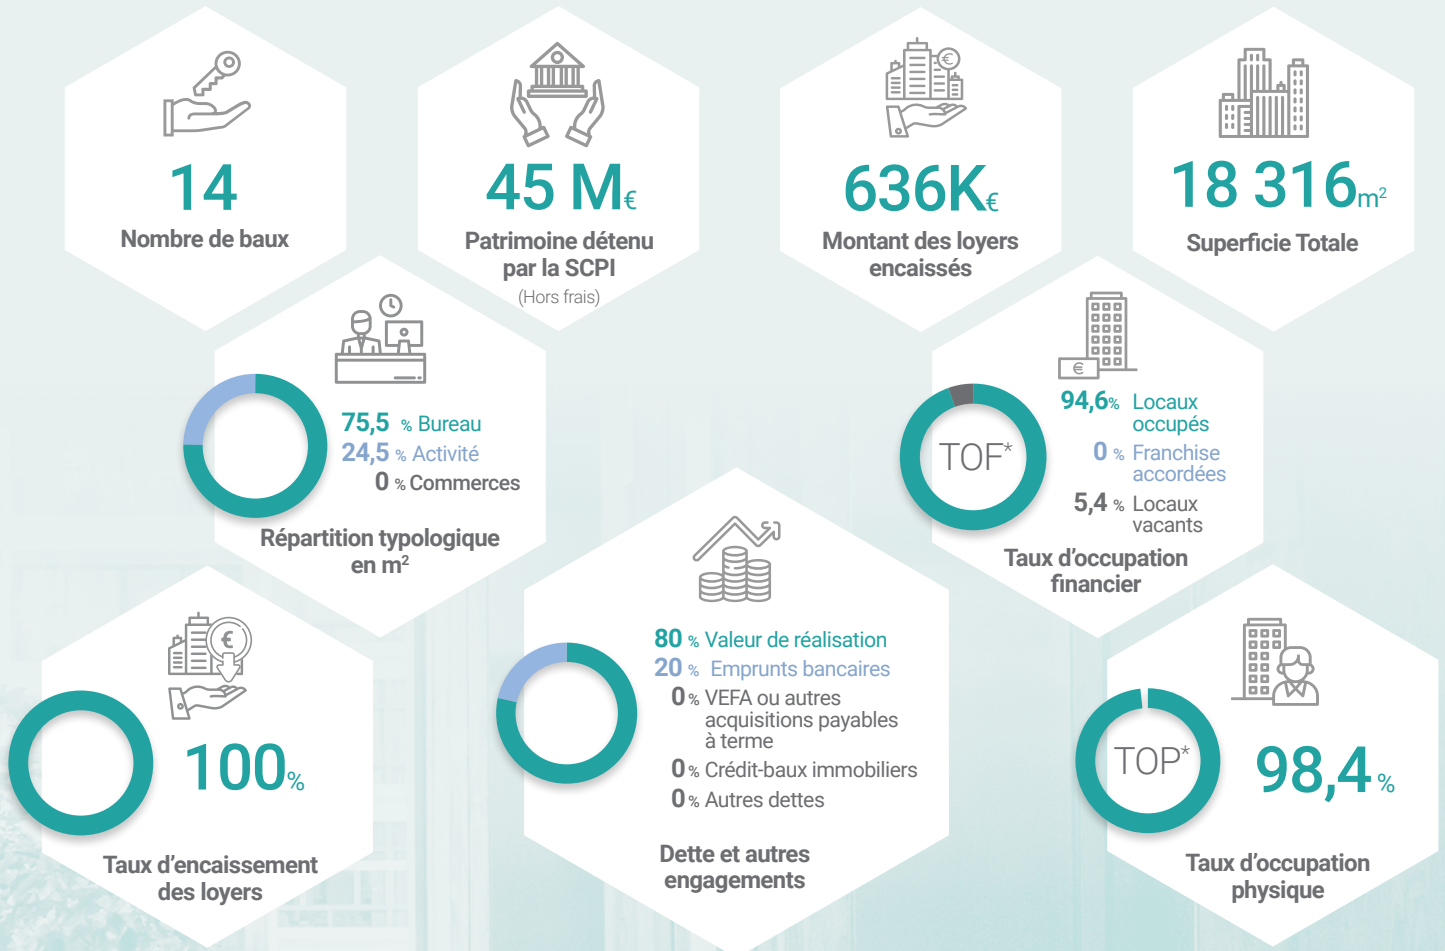 14
Nombre de baux
45 M€
Patrimoine détenu
par la SCPI
(Hors frais)
636K€
Montant des loyers
encaissés
18 316m²
Superficie Totale
75,5 % Bureau
24,5 % Activité
0 % Commerces
Répartition typologique
en m²
TOF*
94,6% Locaux
occupés
0 % Franchise
accordées
5,4 % Locaux
vacants
Taux d'occupation
financier
100%
Taux d'encaissement
des loyers
80 % Valeur de réalisation
20 % Emprunts bancaires
0 % VEFA ou autres
acquisitions payables
à terme
0 % Crédit-baux immobiliers
0 % Autres dettes
Dette et autres
engagements
TOP*
98,4 %
Taux d'occupation
physique